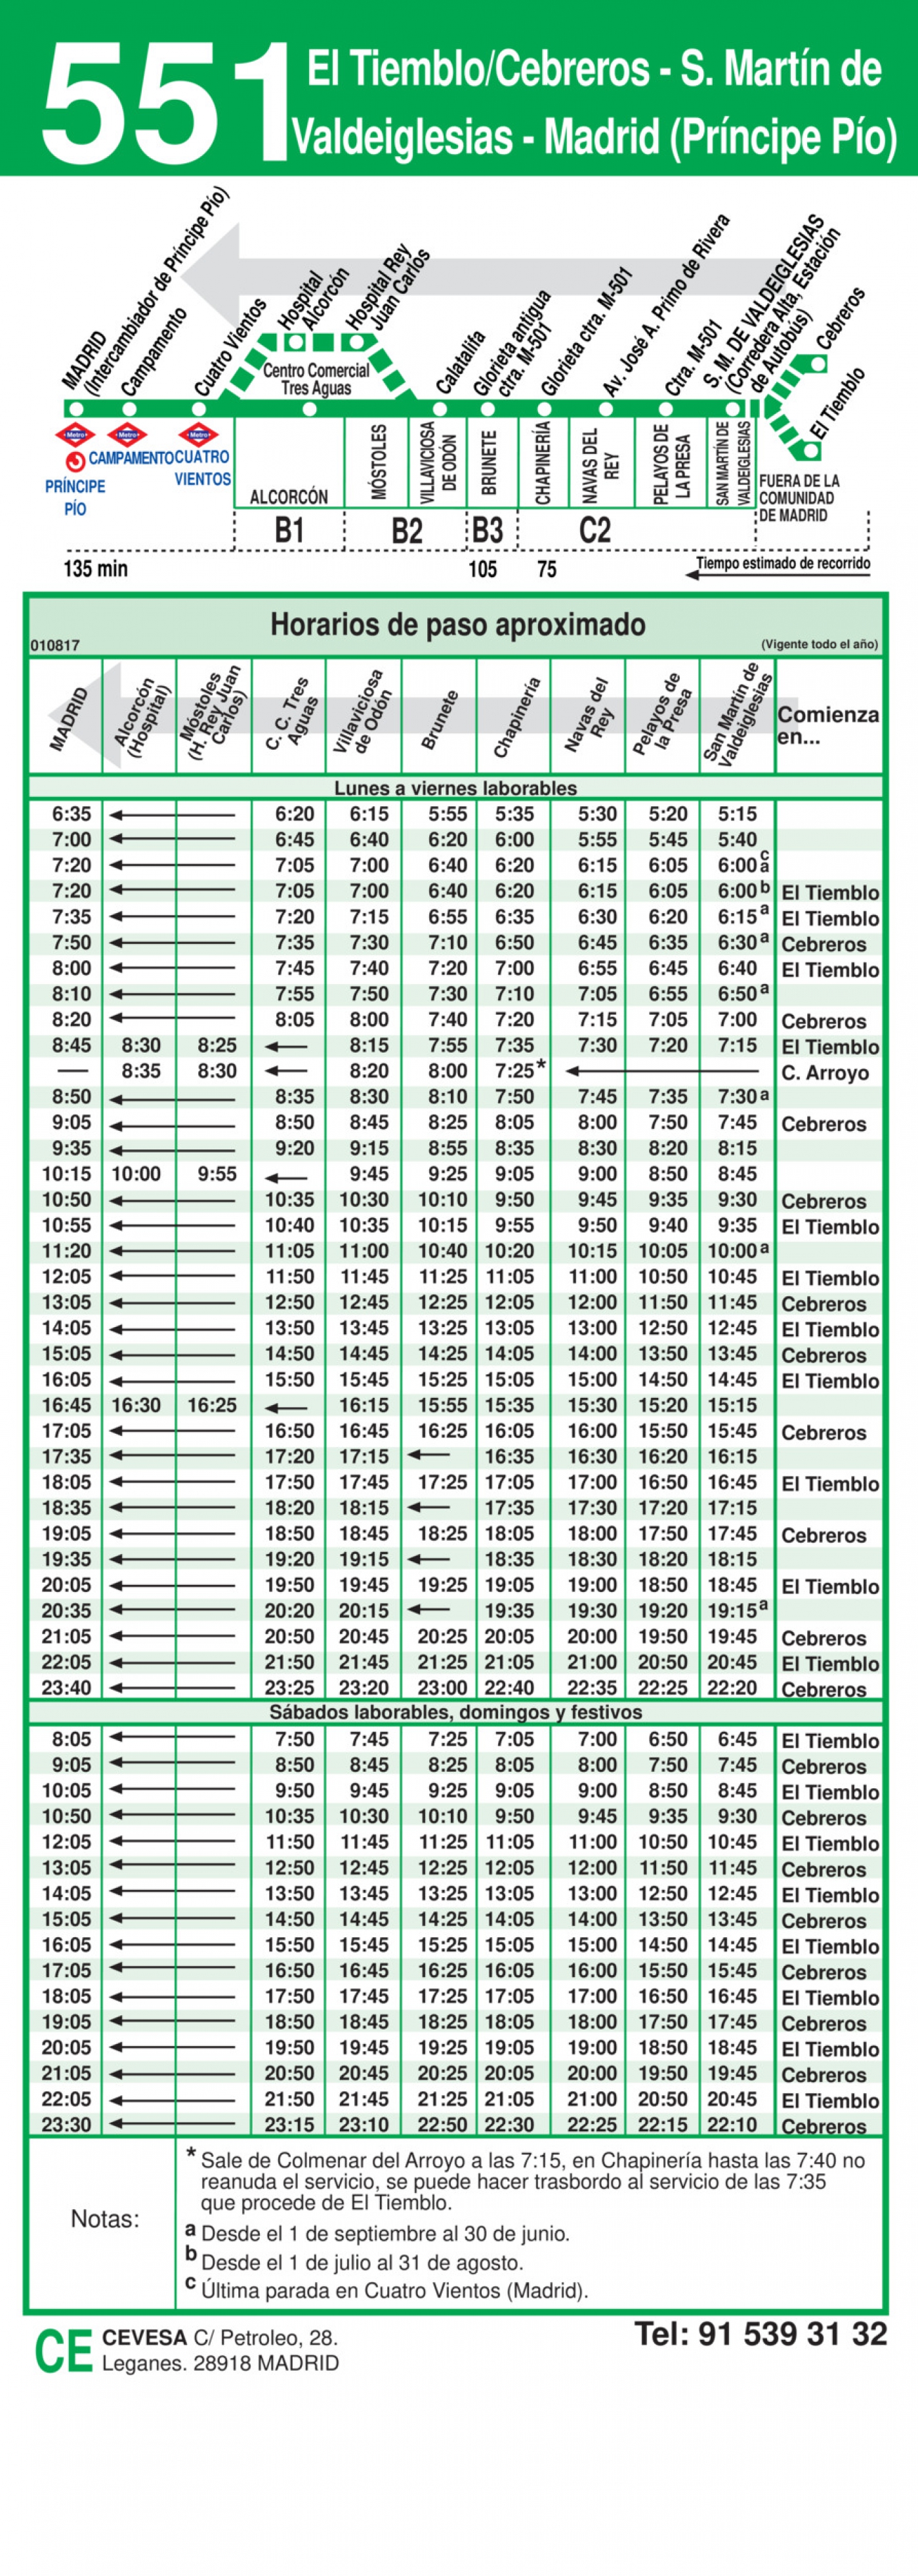 551
El Tiemblo/Cebreros - S. Martín de
Valdeiglesias - Madrid (Príncipe Pío)
MADRID
(Intercambiador de Príncipe Pío)
Campamento
Cuatro Vientos
Hospital
Alcorcón
Hospital Rey
Juan Carlos
Centro Comercial
Tres Aguas
Calatalifa
Glorieta antigua
ctra. M-501
Glorieta ctra. M-501
Av. José A. Primo de Rivera
Ctra. M-501
S. M. DE VALDEIGLESIAS
(Corredera Alta, Estación
de Autobús)
Cebreros
El Tiemblo
Metro
Metro
Metro
PRÍNCIPE
PÍO
CAMPAMENTO
CUATRO
VIENTOS
ALCORCÓN
MÓSTOLES
VILLAVICIOSA
DE ODÓN
BRUNETE
CHAPINERÍA
NAVAS DEL
REY
PELAYOS DE
LA PRESA
SAN MARTÍN DE
VALDEIGLESIAS
FUERA DE LA
COMUNIDAD
DE MADRID
B1 B2 B3 C2
135 min 105 75 Tiempo estimado de recorrido
Horarios de paso aproximado
010817 (Vigente todo el año)
MADRID
Alcorcón
(Hospital)
Móstoles
(H. Rey Juan
Carlos)
C. C. Tres
Aguas
Villaviciosa
de Odón
Brunete
Chapinería
Navas del
Rey
Pelayos de
la Presa
San Martín de
Valdeiglesias
Comienza
en...
Lunes a viernes laborables
6:35 6:20 6:15 5:55 5:35 5:30 5:20 5:15
7:00 6:45 6:40 6:20 6:00 5:55 5:45 5:40
7:20 7:05 7:00 6:40 6:20 6:15 6:05 6:00 c a
7:20 7:05 7:00 6:40 6:20 6:15 6:05 6:00 b El Tiemblo
7:35 7:20 7:15 6:55 6:35 6:30 6:20 6:15 a El Tiemblo
7:50 7:35 7:30 7:10 6:50 6:45 6:35 6:30 a Cebreros
8:00 7:45 7:40 7:20 7:00 6:55 6:45 6:40 El Tiemblo
8:10 7:55 7:50 7:30 7:10 7:05 6:55 6:50 a
8:20 8:05 8:00 7:40 7:20 7:15 7:05 7:00 Cebreros
8:45 8:30 8:25 8:15 7:55 7:35 7:30 7:20 7:15 El Tiemblo
— 8:35 8:30 8:20 8:00 7:25* C. Arroyo
8:50 8:35 8:30 8:10 7:50 7:45 7:35 7:30 a
9:05 8:50 8:45 8:25 8:05 8:00 7:50 7:45 Cebreros
9:35 9:20 9:15 8:55 8:35 8:30 8:20 8:15
10:15 10:00 9:55 9:45 9:25 9:05 9:00 8:50 8:45
10:50 10:35 10:30 10:10 9:50 9:45 9:35 9:30 Cebreros
10:55 10:40 10:35 10:15 9:55 9:50 9:40 9:35 El Tiemblo
11:20 11:05 11:00 10:40 10:20 10:15 10:05 10:00 a
12:05 11:50 11:45 11:25 11:05 11:00 10:50 10:45 El Tiemblo
13:05 12:50 12:45 12:25 12:05 12:00 11:50 11:45 Cebreros
14:05 13:50 13:45 13:25 13:05 13:00 12:50 12:45 El Tiemblo
15:05 14:50 14:45 14:25 14:05 14:00 13:50 13:45 Cebreros
16:05 15:50 15:45 15:25 15:05 15:00 14:50 14:45 El Tiemblo
16:45 16:30 16:25 16:15 15:55 15:35 15:30 15:20 15:15
17:05 16:50 16:45 16:25 16:05 16:00 15:50 15:45 Cebreros
17:35 17:20 17:15 16:35 16:30 16:20 16:15
18:05 17:50 17:45 17:25 17:05 17:00 16:50 16:45 El Tiemblo
18:35 18:20 18:15 17:35 17:30 17:20 17:15
19:05 18:50 18:45 18:25 18:05 18:00 17:50 17:45 Cebreros
19:35 19:20 19:15 18:35 18:30 18:20 18:15
20:05 19:50 19:45 19:25 19:05 19:00 18:50 18:45 El Tiemblo
20:35 20:20 20:15 19:35 19:30 19:20 19:15 a
21:05 20:50 20:45 20:25 20:05 20:00 19:50 19:45 Cebreros
22:05 21:50 21:45 21:25 21:05 21:00 20:50 20:45 El Tiemblo
23:40 23:25 23:20 23:00 22:40 22:35 22:25 22:20 Cebreros
Sábados laborables, domingos y festivos
8:05 7:50 7:45 7:25 7:05 7:00 6:50 6:45 El Tiemblo
9:05 8:50 8:45 8:25 8:05 8:00 7:50 7:45 Cebreros
10:05 9:50 9:45 9:25 9:05 9:00 8:50 8:45 El Tiemblo
10:50 10:35 10:30 10:10 9:50 9:45 9:35 9:30 Cebreros
12:05 11:50 11:45 11:25 11:05 11:00 10:50 10:45 El Tiemblo
13:05 12:50 12:45 12:25 12:05 12:00 11:50 11:45 Cebreros
14:05 13:50 13:45 13:25 13:05 13:00 12:50 12:45 El Tiemblo
15:05 14:50 14:45 14:25 14:05 14:00 13:50 13:45 Cebreros
16:05 15:50 15:45 15:25 15:05 15:00 14:50 14:45 El Tiemblo
17:05 16:50 16:45 16:25 16:05 16:00 15:50 15:45 Cebreros
18:05 17:50 17:45 17:25 17:05 17:00 16:50 16:45 El Tiemblo
19:05 18:50 18:45 18:25 18:05 18:00 17:50 17:45 Cebreros
20:05 19:50 19:45 19:25 19:05 19:00 18:50 18:45 El Tiemblo
21:05 20:50 20:45 20:25 20:05 20:00 19:50 19:45 Cebreros
22:05 21:50 21:45 21:25 21:05 21:00 20:50 20:45 El Tiemblo
23:30 23:15 23:10 22:50 22:30 22:25 22:15 22:10 Cebreros
Notas:
* Sale de Colmenar del Arroyo a las 7:15, en Chapinería hasta las 7:40 no
reanuda el servicio, se puede hacer trasbordo al servicio de las 7:35
que procede de El Tiemblo.
a Desde el 1 de septiembre al 30 de junio.
b Desde el 1 de julio al 31 de agosto.
c Última parada en Cuatro Vientos (Madrid).
CE CEVESA C/ Petroleo, 28.
Leganes. 28918 MADRID
Tel: 91 539 31 32